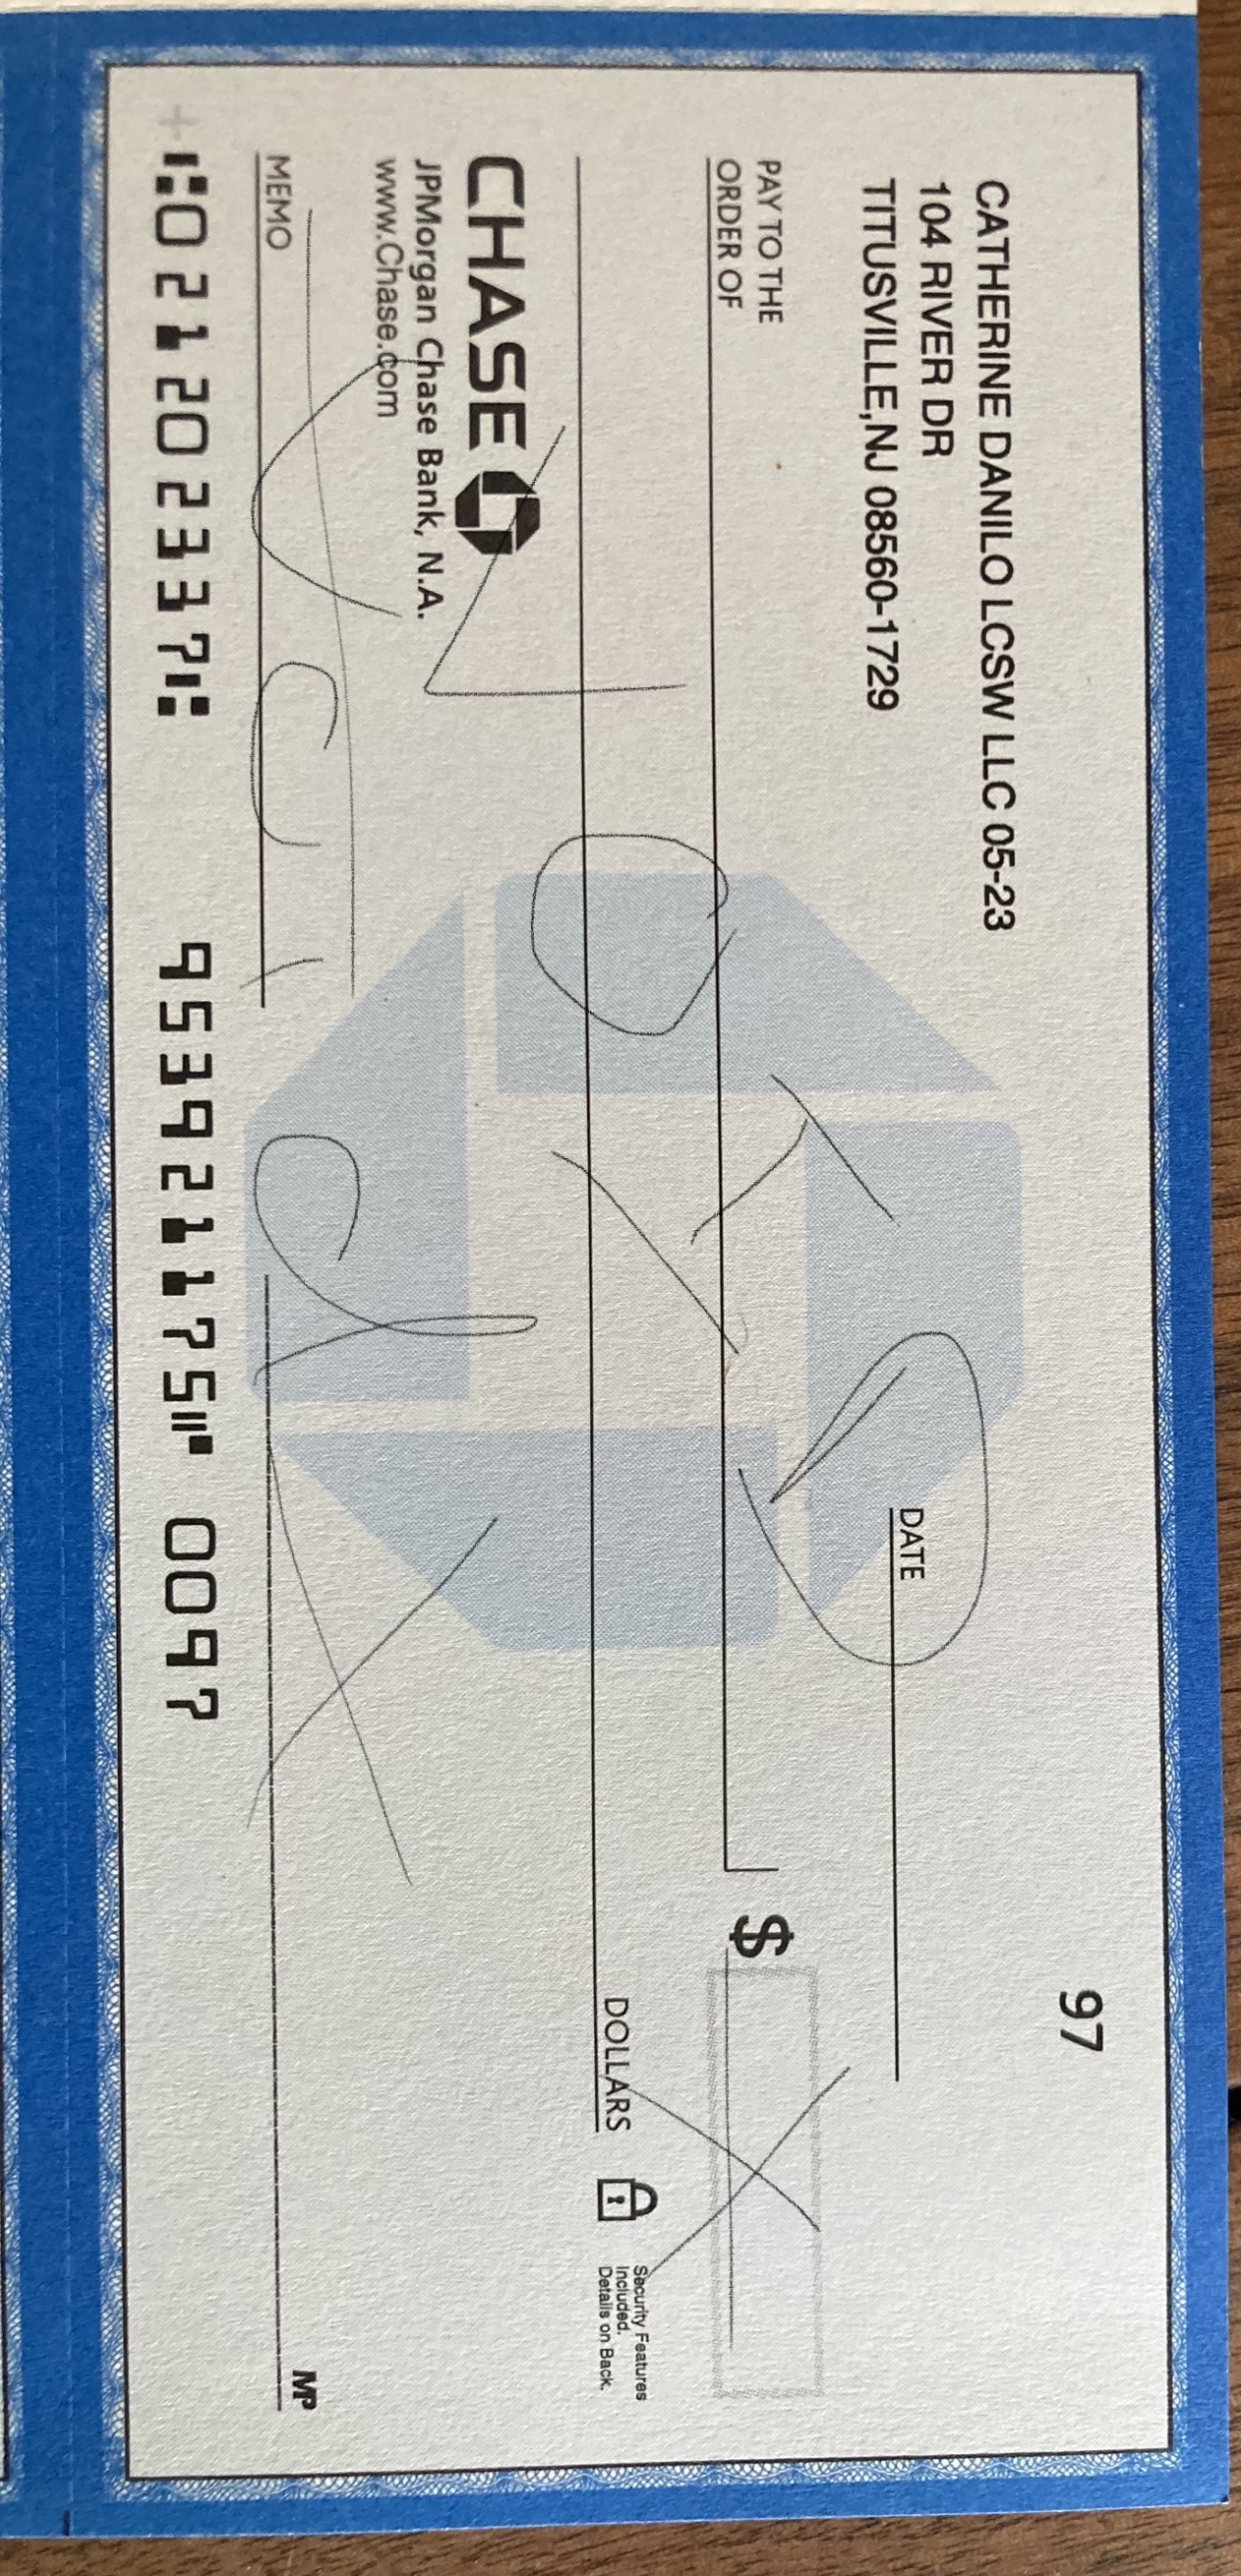 97
CATHERINE DANILO LCSW LLC 05-23
104 RIVER DR
TITUSVILLE,NJ 08560-1729
DATE
PAY TO THE
ORDER OF
$
DOLLARS
Security Features
Included.
Details on Back.
CHASE
JPMorgan Chase Bank, N.A.
www.Chase.com
MEMO
MP
⑆021202337⑆ 953921175⑈ 0097